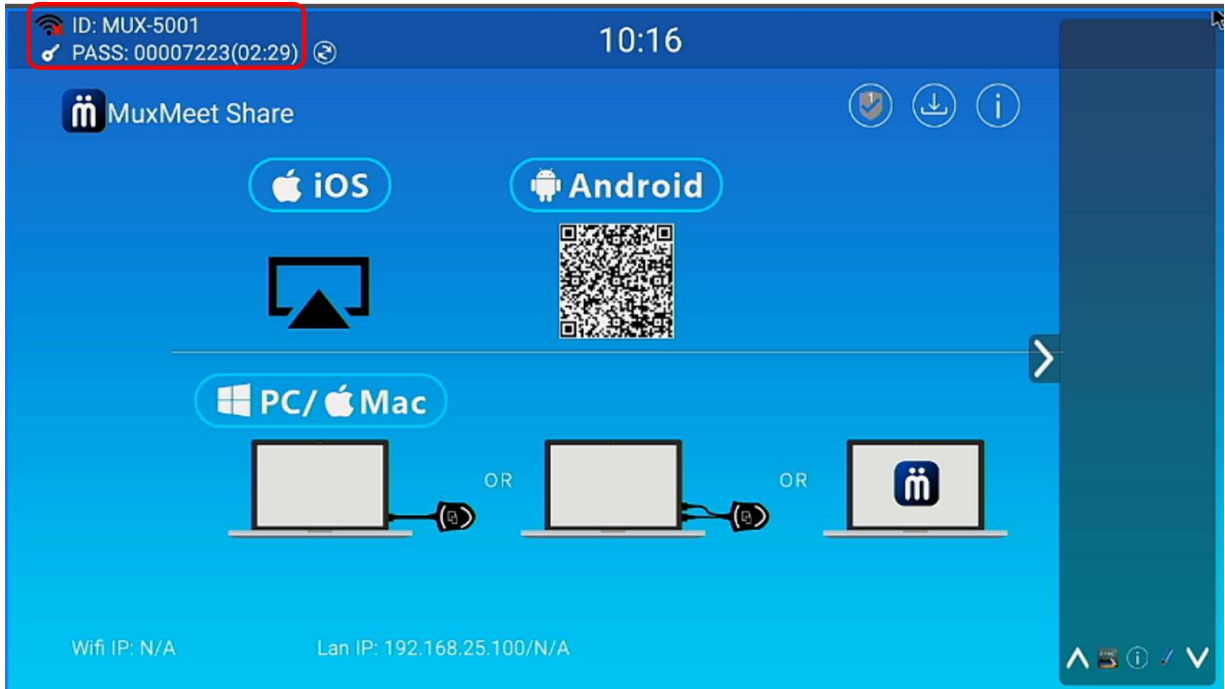 ID: MUX-5001
PASS: 00007223(02:29)
10:16
MuxMeet Share
1
i
iOS
Android
PC/ Mac
OR
OR
Wifi IP: N/A
Lan IP: 192.168.25.100/N/A